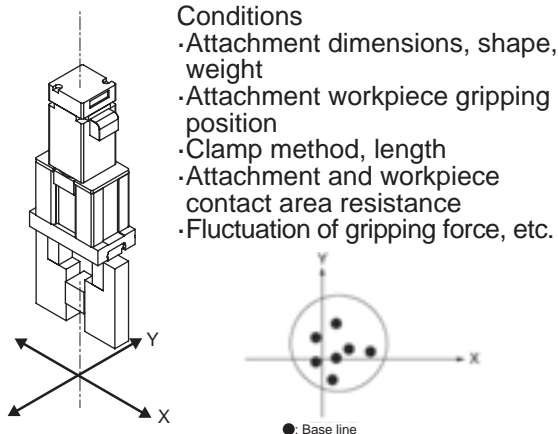 Conditions
·Attachment dimensions, shape,
weight
·Attachment workpiece gripping
position
·Clamp method, length
·Attachment and workpiece
contact area resistance
·Fluctuation of gripping force, etc.
Y
X
Y
X
●: Base line